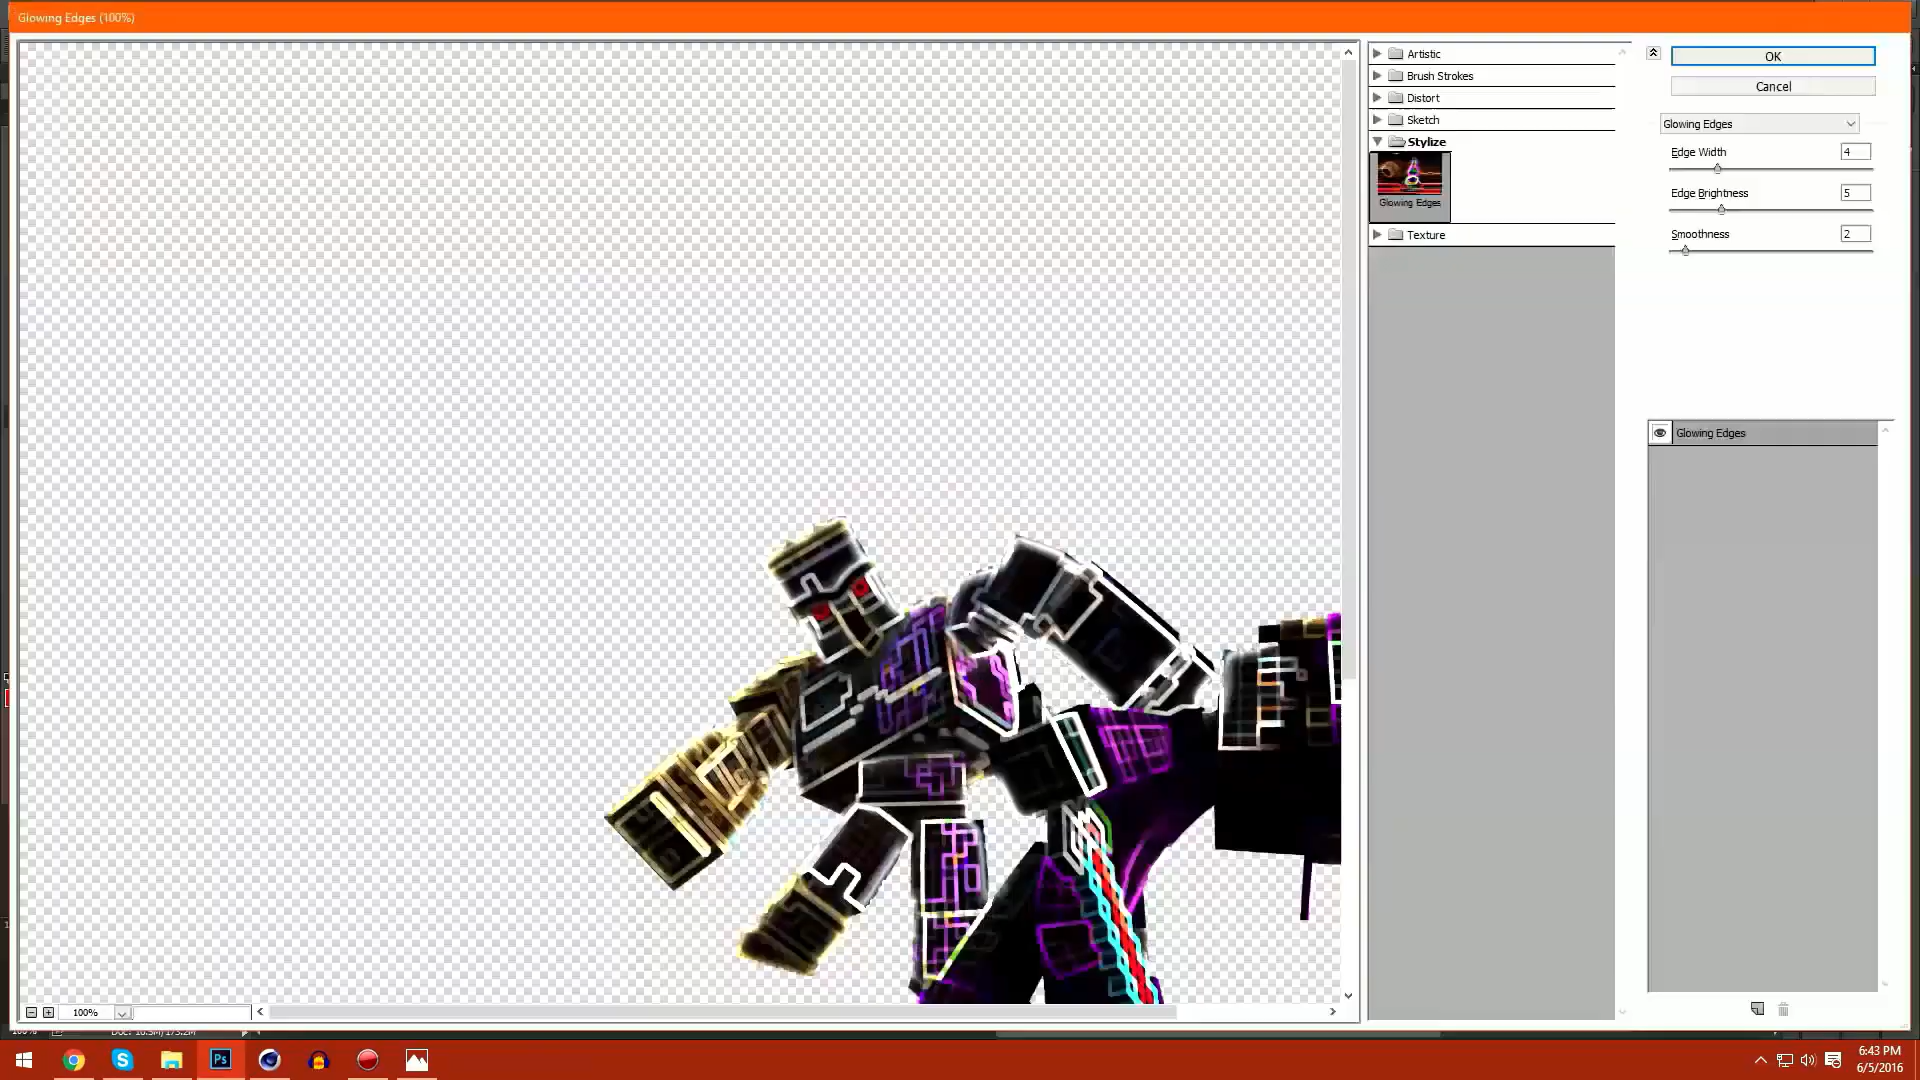 Glowing Edges (100%)
Artistic
Brush Strokes
Distort
Sketch
Stylize
Glowing Edges
Texture
OK
Cancel
Glowing Edges
Edge Width 4
Edge Brightness 5
Smoothness 2
Glowing Edges
100%
Ps
6:43 PM
6/5/2016